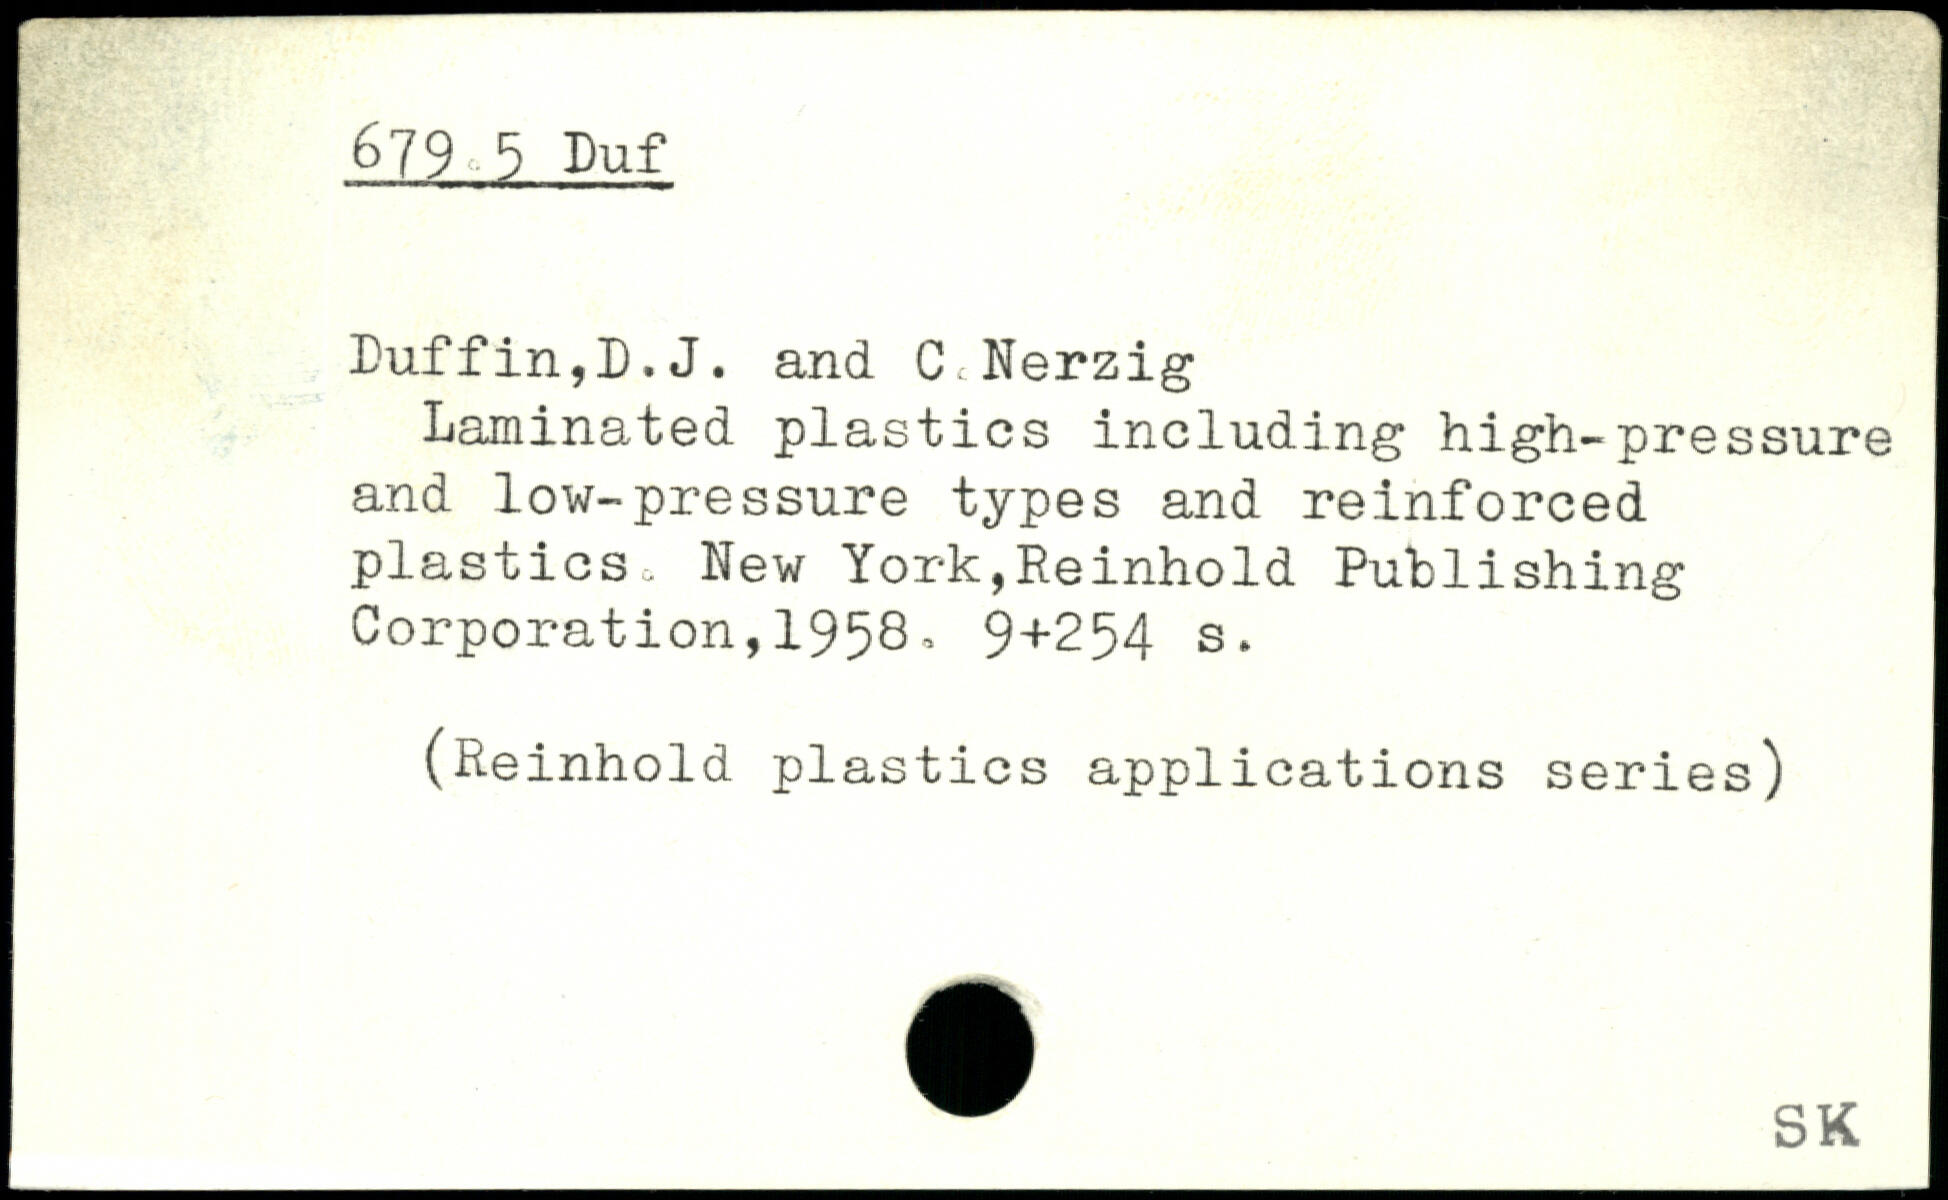 679.5 Duf
Duffin,D.J. and C.Nerzig
Laminated plastics including high-pressure
and low-pressure types and reinforced
plastics. New York,Reinhold Publishing
Corporation,1958. 9+254 s.
(Reinhold plastics applications series)
SK